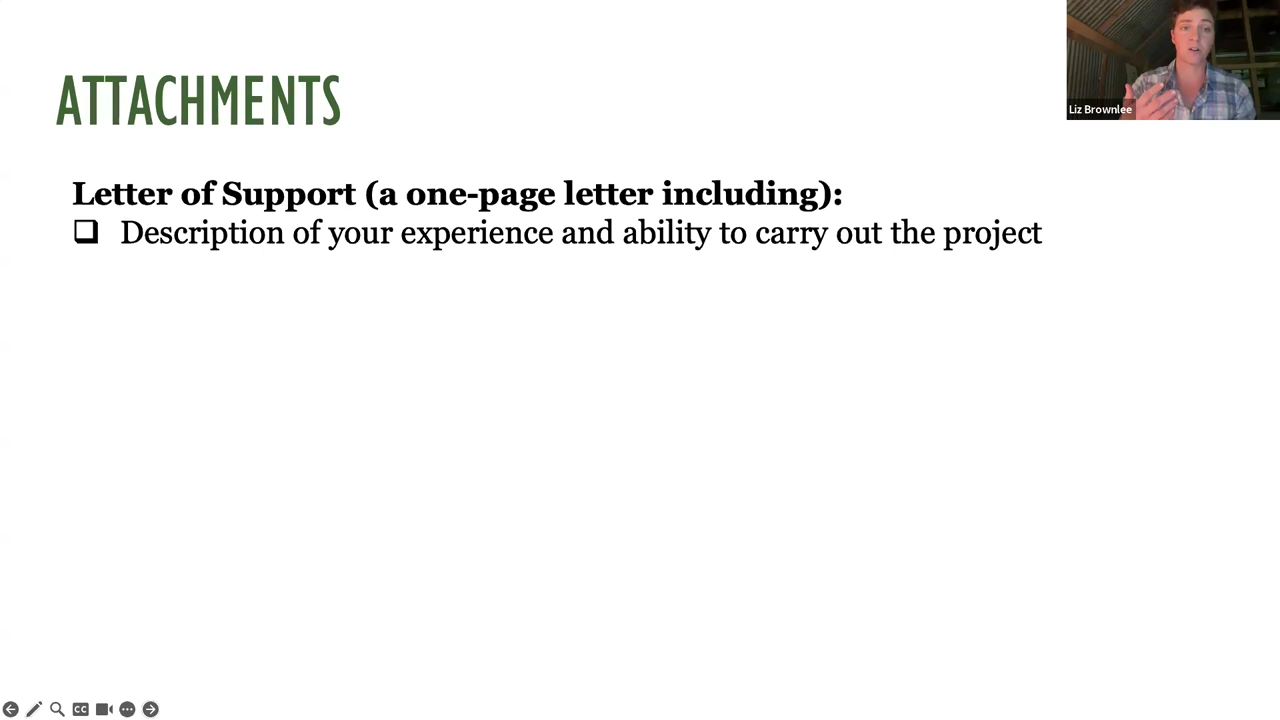 ATTACHMENTS
Liz Brownlee
Letter of Support (a one-page letter including):
Description of your experience and ability to carry out the project
CC